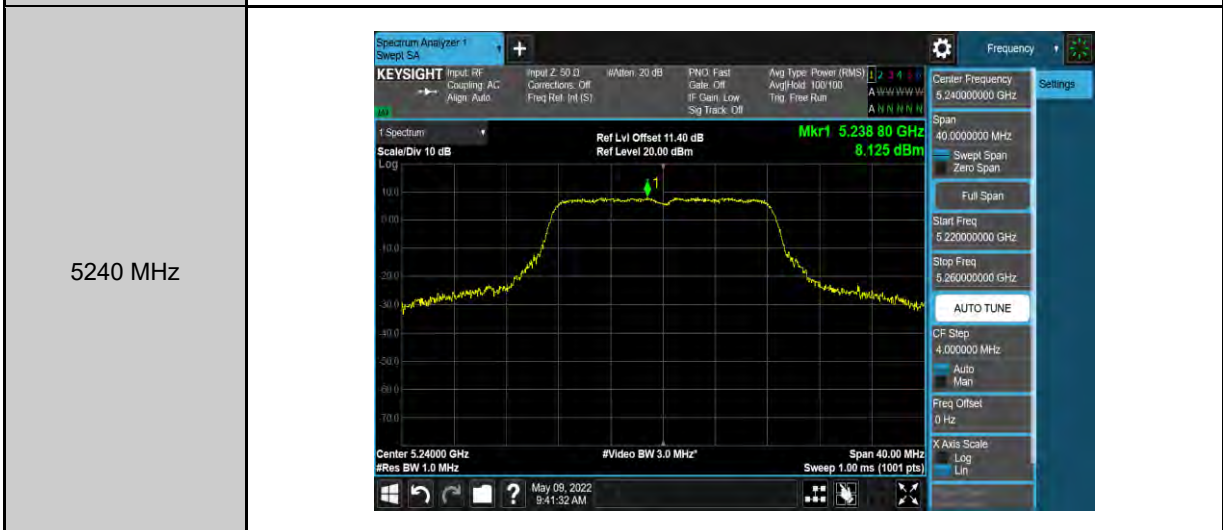 5240 MHz
Spectrum Analyzer 1
Swept SA
+
Frequency
Settings
KEYSIGHT
Input: RF
Coupling: AC
Align: Auto
Input Z: 50 Ω
Corrections: Off
Freq Ref: Int (S)
#Atten: 20 dB
PNO: Fast
Gate: Off
IF Gain: Low
Sig Track: Off
Avg Type: Power (RMS)
Avg|Hold: 100/100
Trig: Free Run
1 2 3 4 5 6
A W W W W W
A N N N N N
1 Spectrum
Scale/Div 10 dB
Log
Ref Lvl Offset 11.40 dB
Ref Level 20.00 dBm
Mkr1 5.238 80 GHz
8.125 dBm
1
10.0
0.00
-10.0
-20.0
-30.0
-40.0
-50.0
-60.0
-70.0
Center 5.24000 GHz
#Res BW 1.0 MHz
#Video BW 3.0 MHz*
Span 40.00 MHz
Sweep 1.00 ms (1001 pts)
Center Frequency
5.240000000 GHz
Span
40.0000000 MHz
Swept Span
Zero Span
Full Span
Start Freq
5.220000000 GHz
Stop Freq
5.260000000 GHz
AUTO TUNE
CF Step
4.000000 MHz
Auto
Man
Freq Offset
0 Hz
X Axis Scale
Log
Lin
?
May 09, 2022
9:41:32 AM